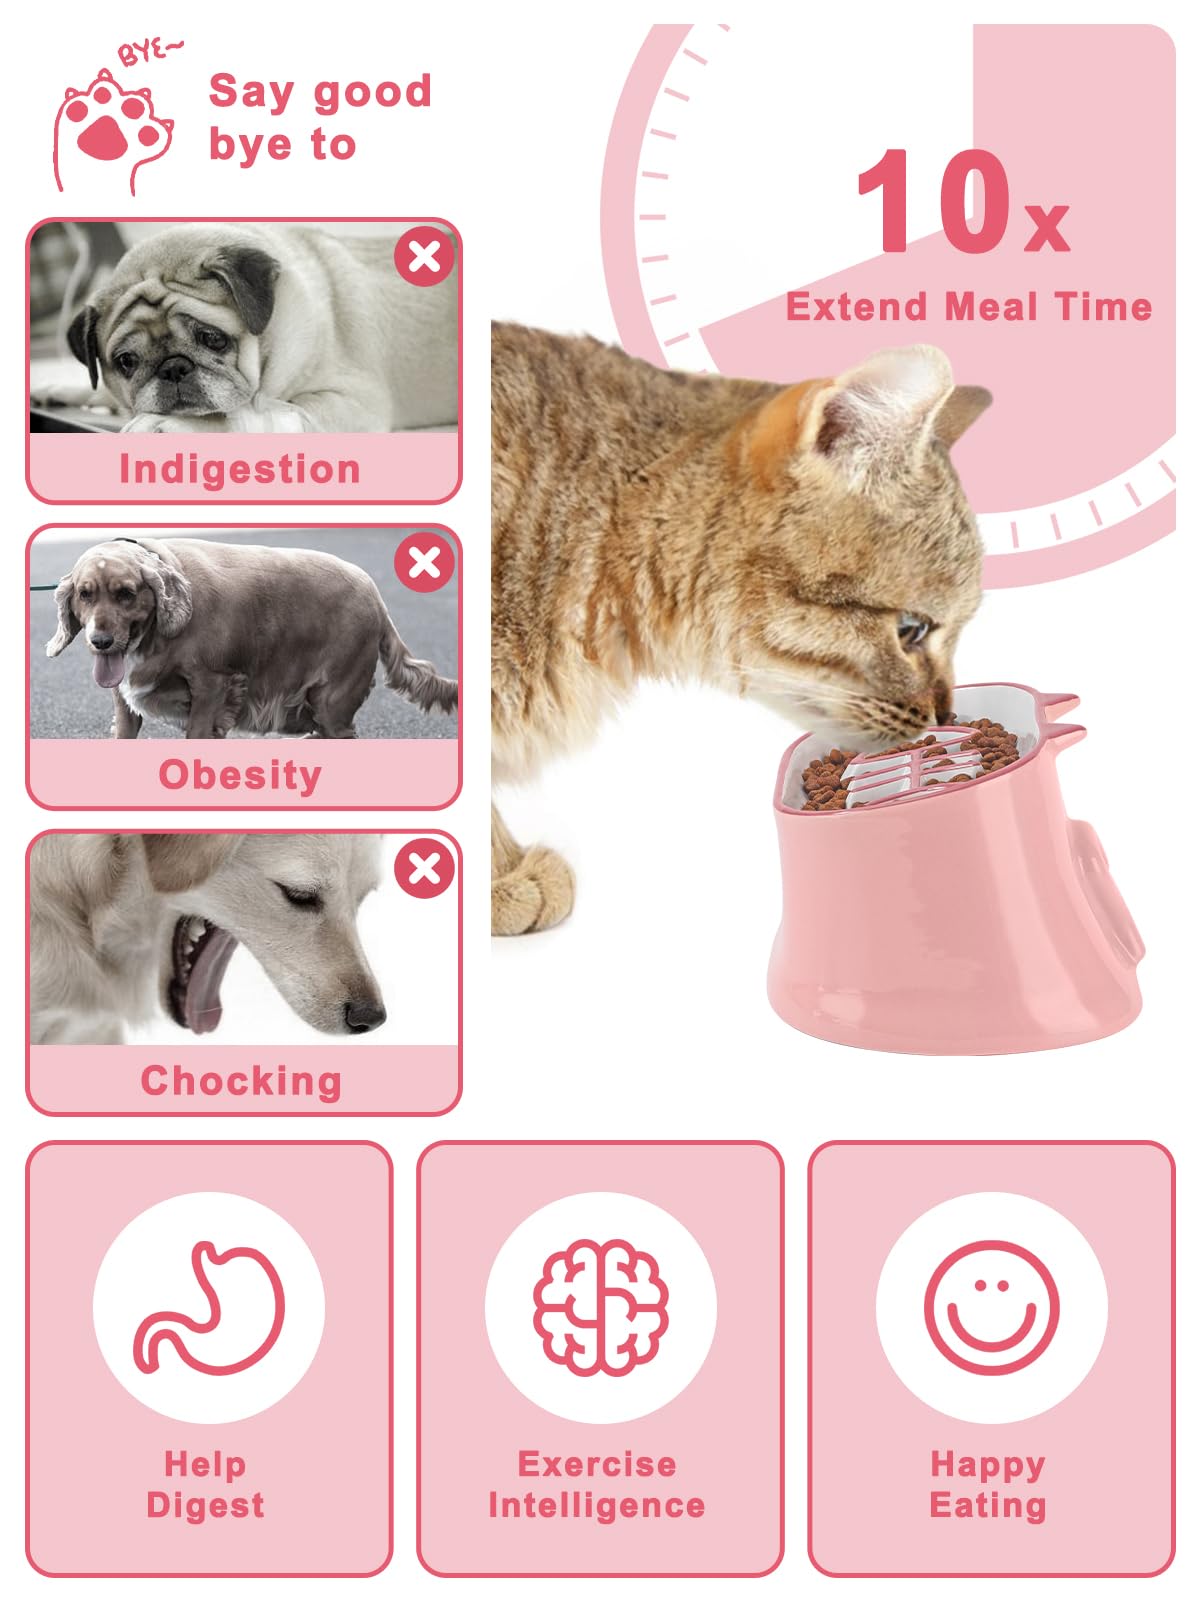 BYE~
Say good
bye to
10x
Extend Meal Time
Indigestion
Obesity
Chocking
Help
Digest
Exercise
Intelligence
Happy
Eating